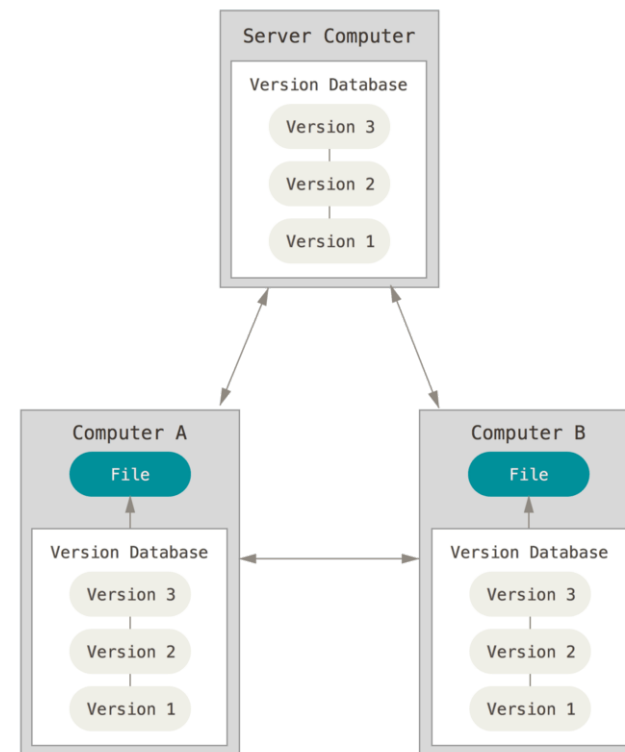 Server Computer
Version Database
Version 3
Version 2
Version 1
Computer A
File
Version Database
Version 3
Version 2
Version 1
Computer B
File
Version Database
Version 3
Version 2
Version 1